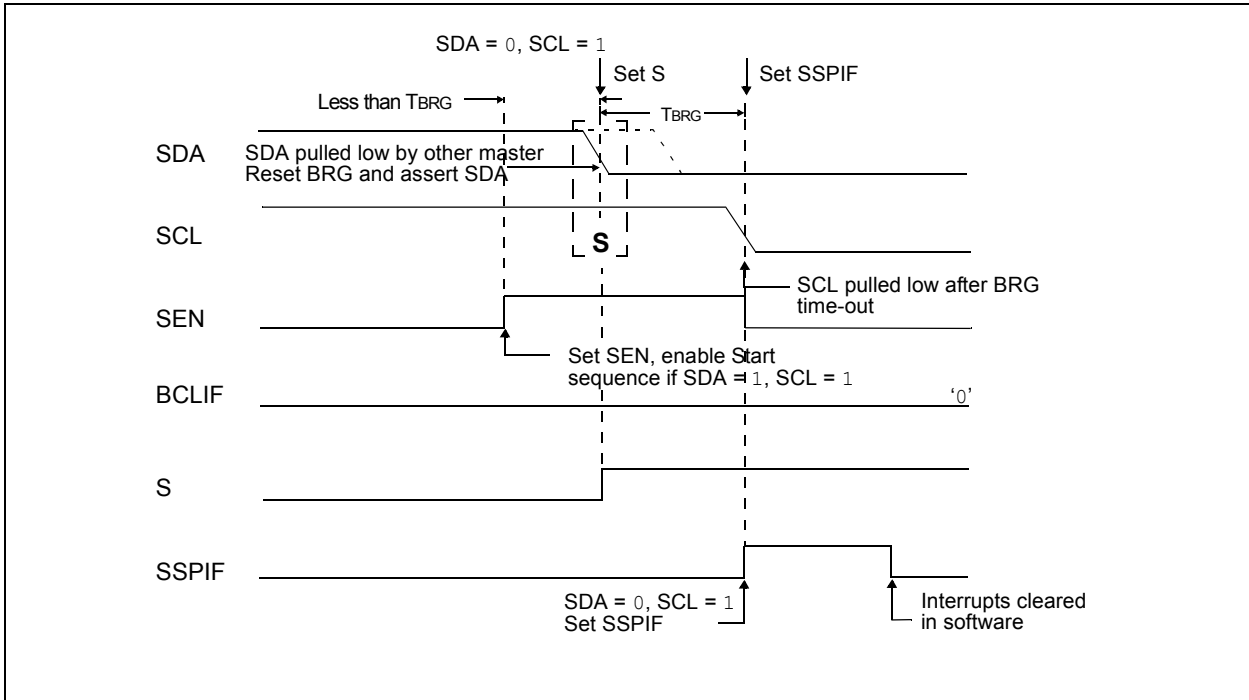 SDA = 0, SCL = 1
Set S
Set SSPIF
Less than TBRG
TBRG
SDA
SDA pulled low by other master
Reset BRG and assert SDA
SCL
S
SCL pulled low after BRG
time-out
SEN
Set SEN, enable Start
sequence if SDA = 1, SCL = 1
BCLIF
‘0’
S
SSPIF
SDA = 0, SCL = 1
Set SSPIF
Interrupts cleared
in software